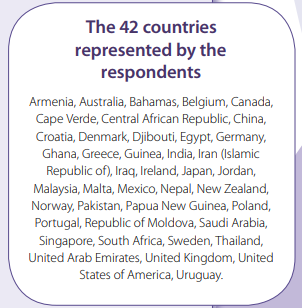 The 42 countries
represented by the
respondents
Armenia, Australia, Bahamas, Belgium, Canada,
Cape Verde, Central African Republic, China,
Croatia, Denmark, Djibouti, Egypt, Germany,
Ghana, Greece, Guinea, India, Iran (Islamic
Republic of), Iraq, Ireland, Japan, Jordan,
Malaysia, Malta, Mexico, Nepal, New Zealand,
Norway, Pakistan, Papua New Guinea, Poland,
Portugal, Republic of Moldova, Saudi Arabia,
Singapore, South Africa, Sweden, Thailand,
United Arab Emirates, United Kingdom, United
States of America, Uruguay.